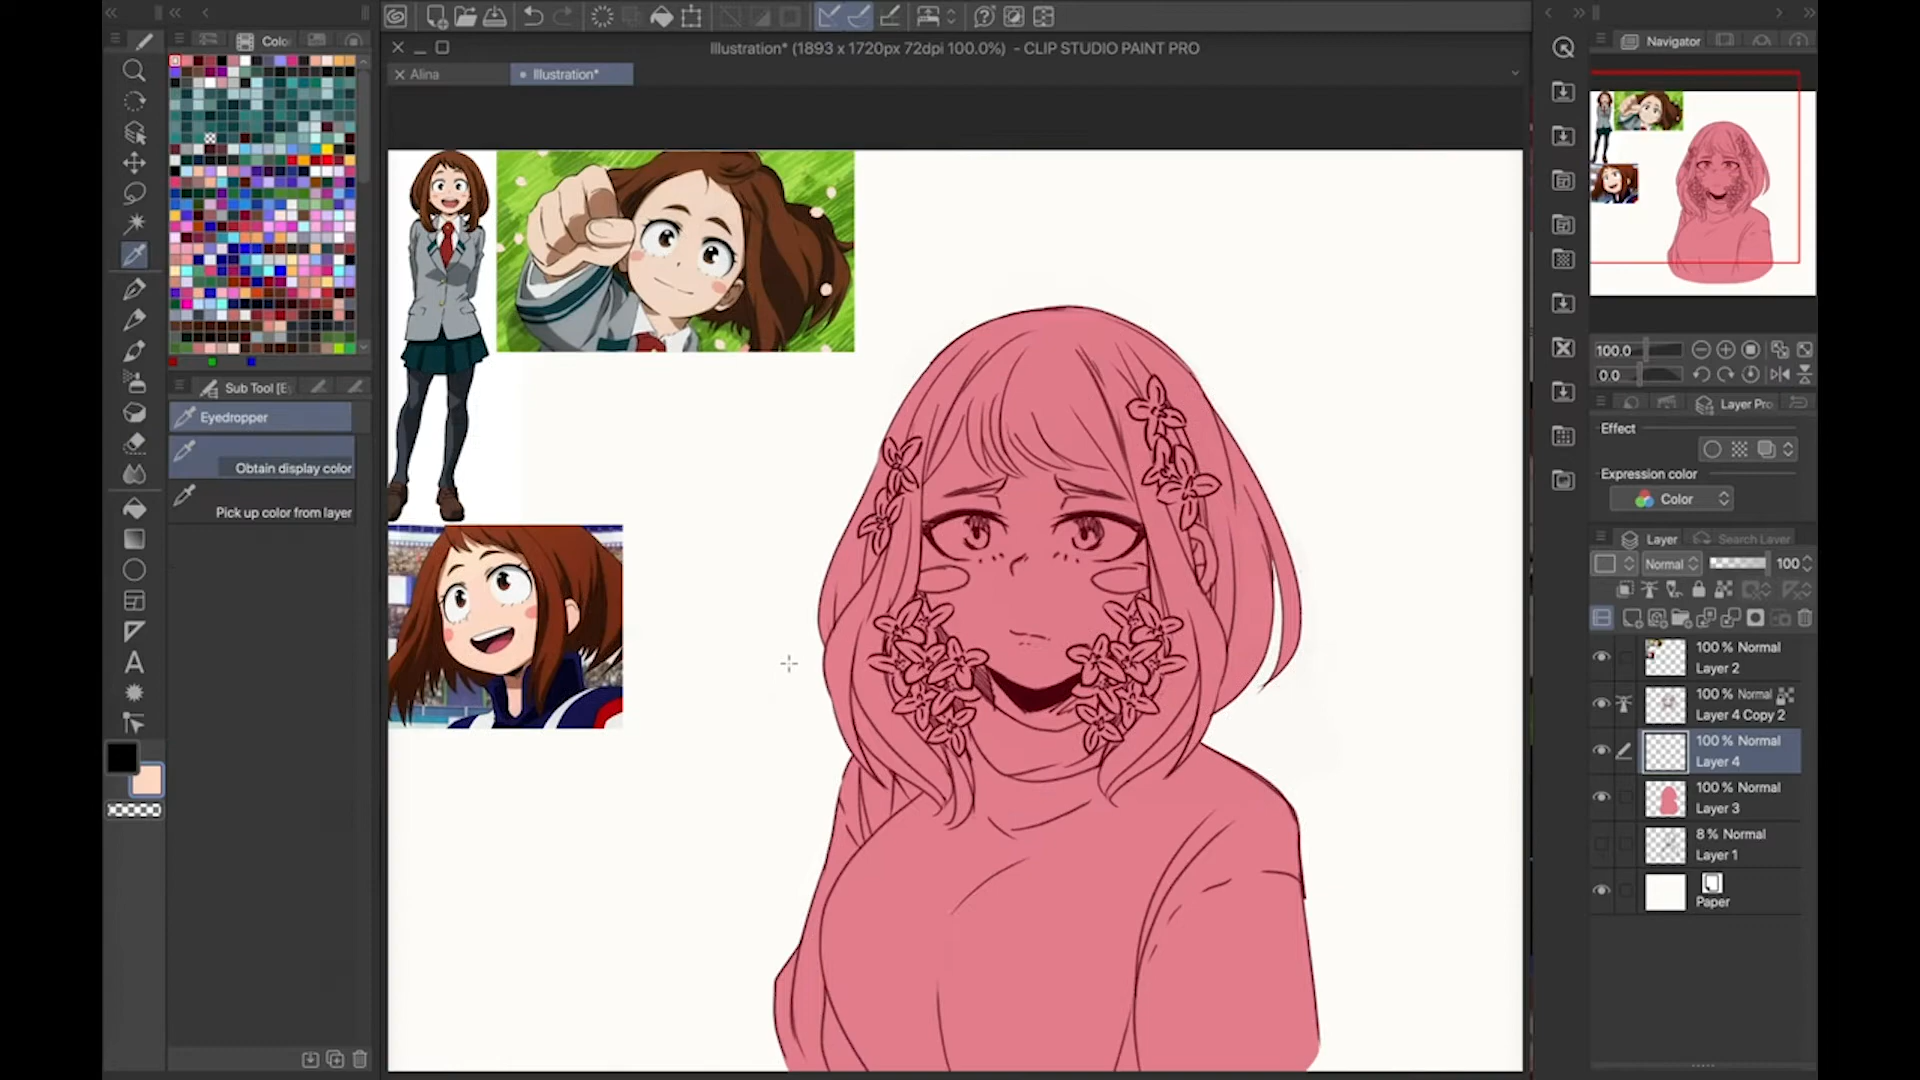 Illustration* (1893 x 1720px 72dpi 100.0%) - CLIP STUDIO PAINT PRO
Alina
Illustration*
Navigator
100.0
0.0
Layer Pro
Effect
Expression color
Color
Layer
Search Layer
Normal
100
100 % Normal
Layer 2
100 % Normal
Layer 4 Copy 2
100 % Normal
Layer 4
100 % Normal
Layer 3
8 % Normal
Layer 1
Paper
Sub Tool [E
Eyedropper
Obtain display color
Pick up color from layer
A